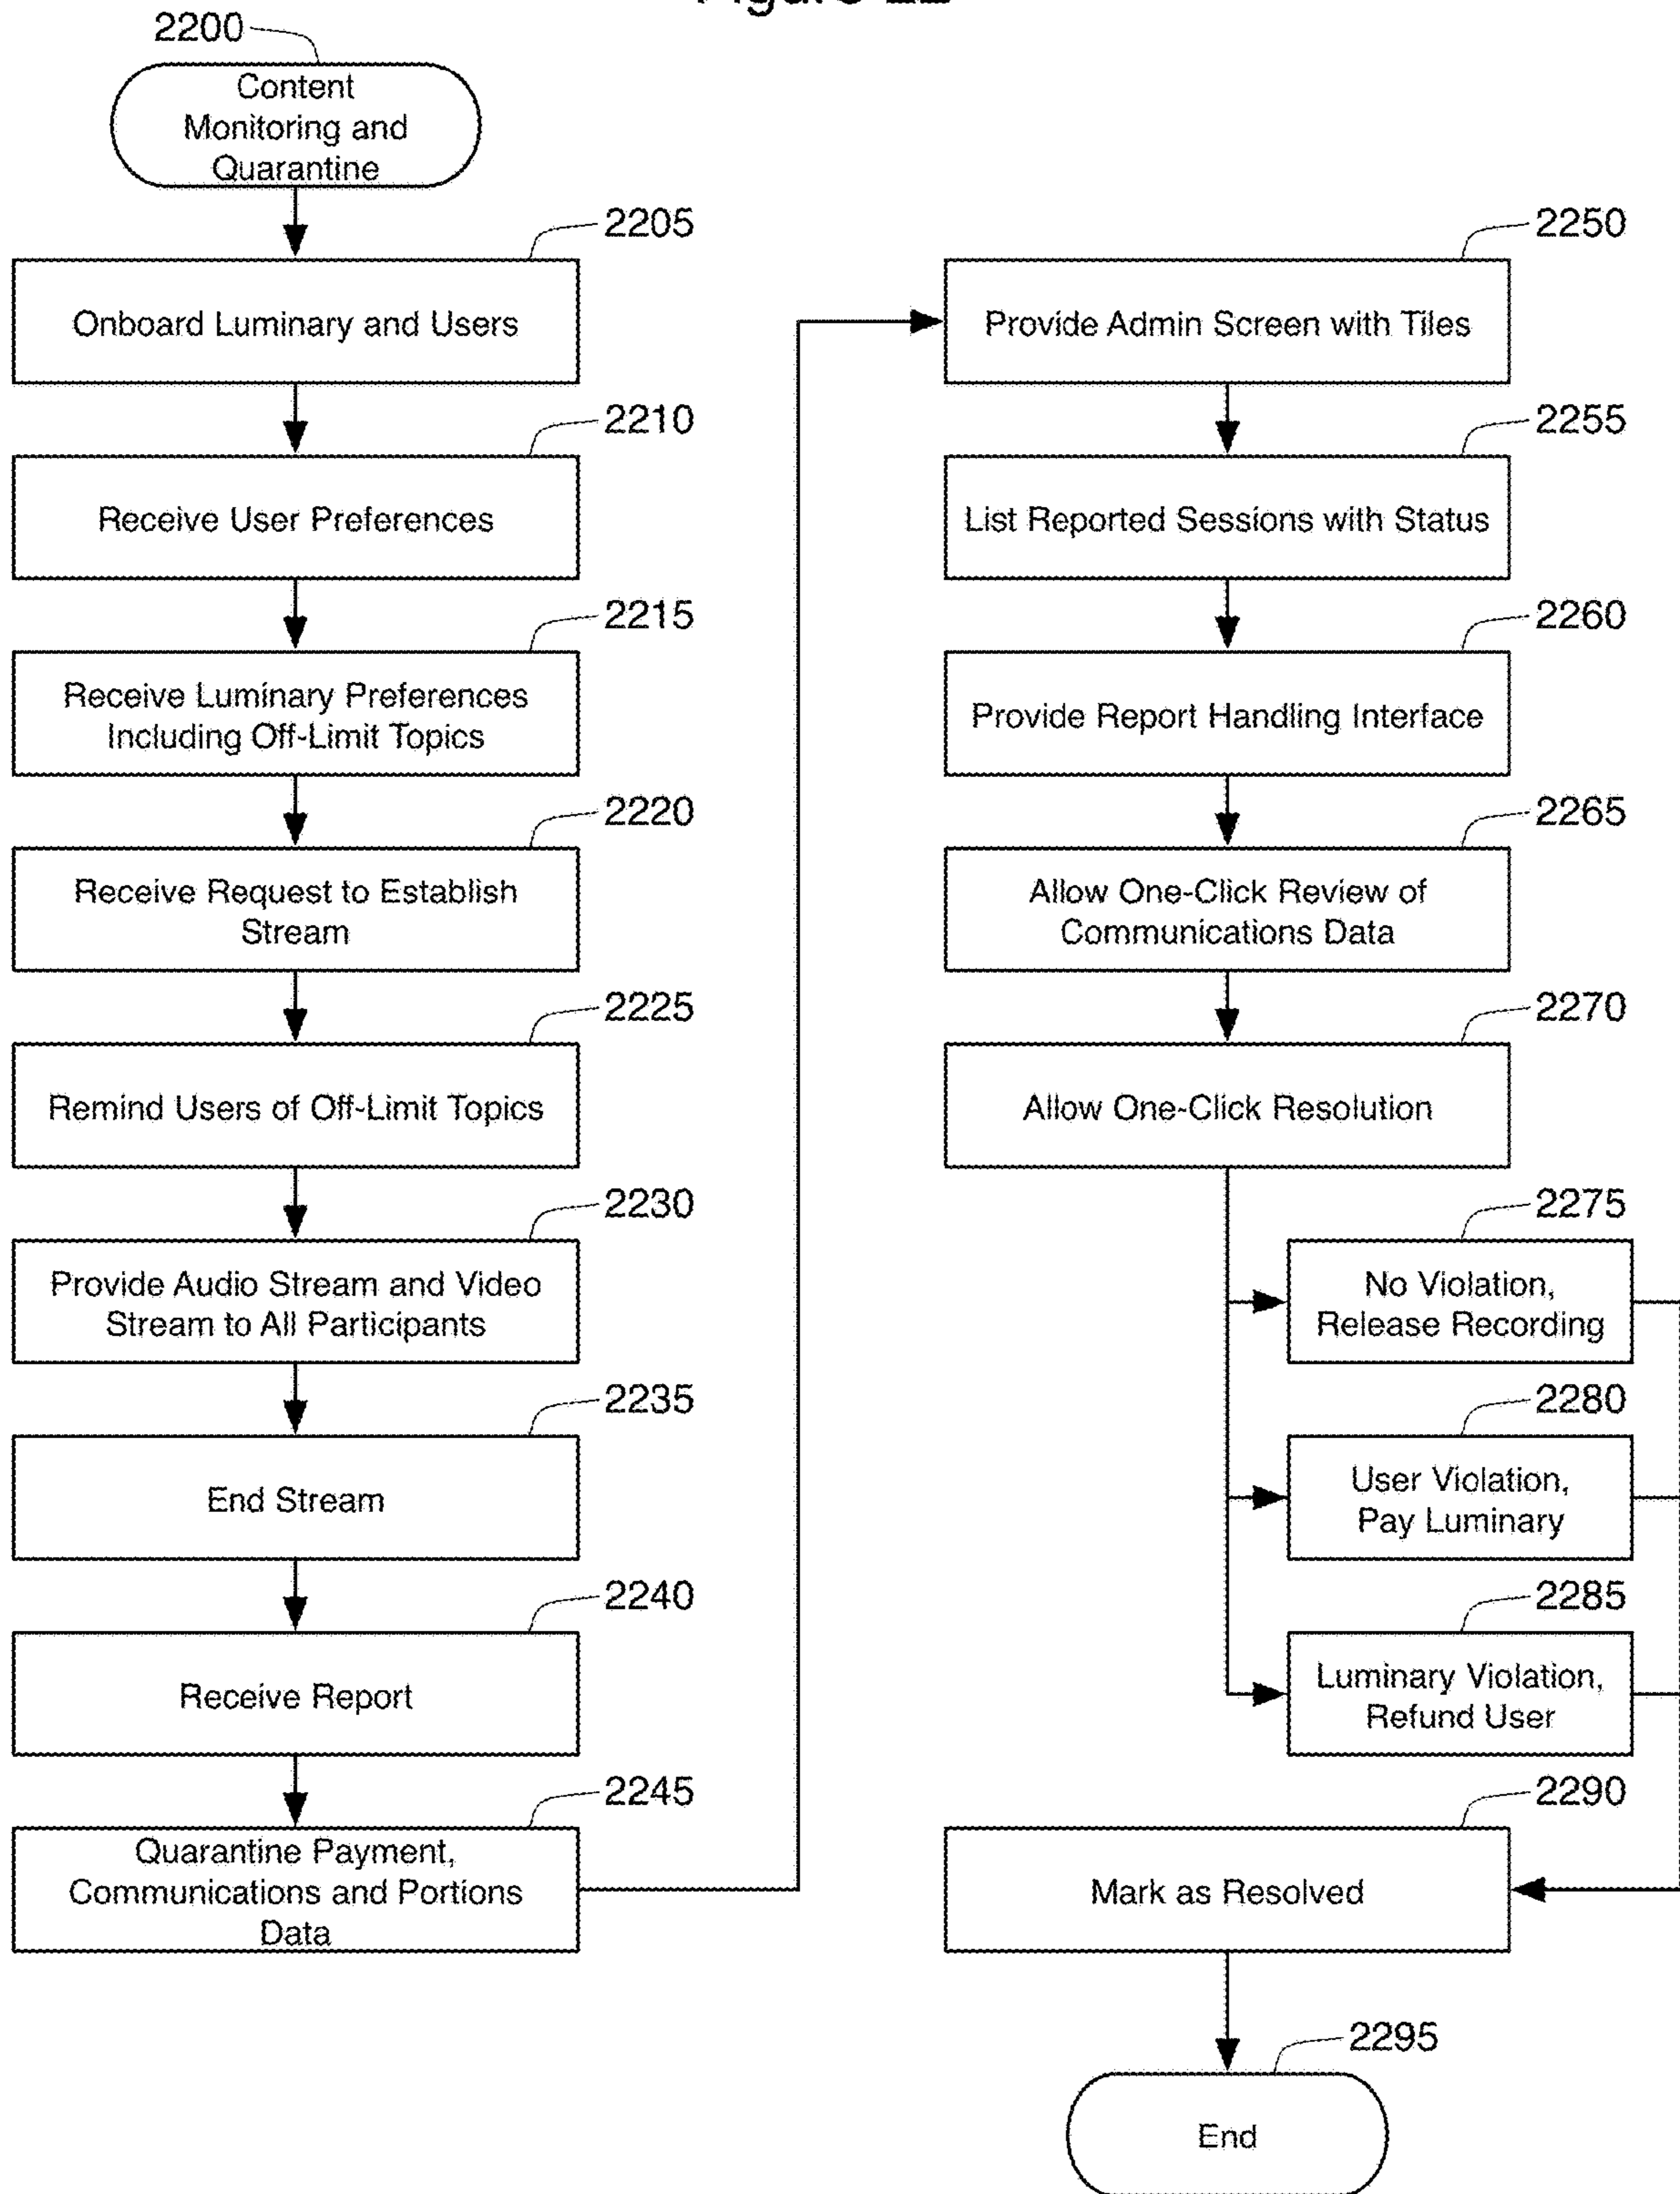 2200
Content
Monitoring and
Quarantine
2205
Onboard Luminary and Users
2210
Receive User Preferences
2215
Receive Luminary Preferences
Including Off-Limit Topics
2220
Receive Request to Establish
Stream
2225
Remind Users of Off-Limit Topics
2230
Provide Audio Stream and Video
Stream to All Participants
2235
End Stream
2240
Receive Report
2245
Quarantine Payment,
Communications and Portions
Data
2250
Provide Admin Screen with Tiles
2255
List Reported Sessions with Status
2260
Provide Report Handling Interface
2265
Allow One-Click Review of
Communications Data
2270
Allow One-Click Resolution
2275
No Violation,
Release Recording
2280
User Violation,
Pay Luminary
2285
Luminary Violation,
Refund User
2290
Mark as Resolved
2295
End